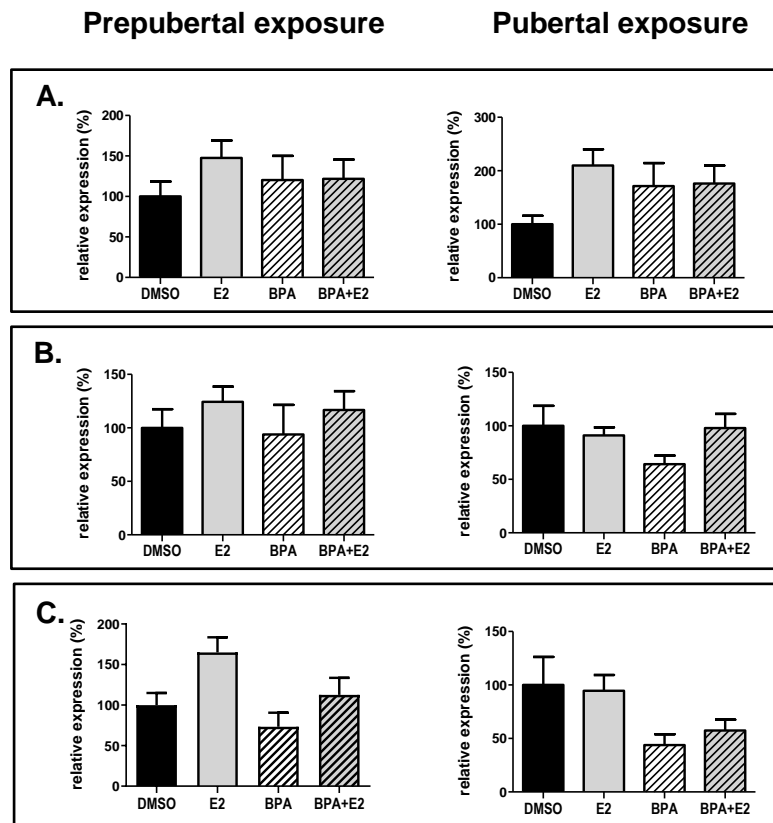 Prepubertal exposure
Pubertal exposure
A.
relative expression (%)
200
150
100
50
0
DMSO E2 BPA BPA+E2
relative expression (%)
300
200
100
0
DMSO E2 BPA BPA+E2
B.
relative expression (%)
150
100
50
0
DMSO E2 BPA BPA+E2
relative expression (%)
150
100
50
0
DMSO E2 BPA BPA+E2
C.
relative expression (%)
200
150
100
50
0
DMSO E2 BPA BPA+E2
relative expression (%)
150
100
50
0
DMSO E2 BPA BPA+E2